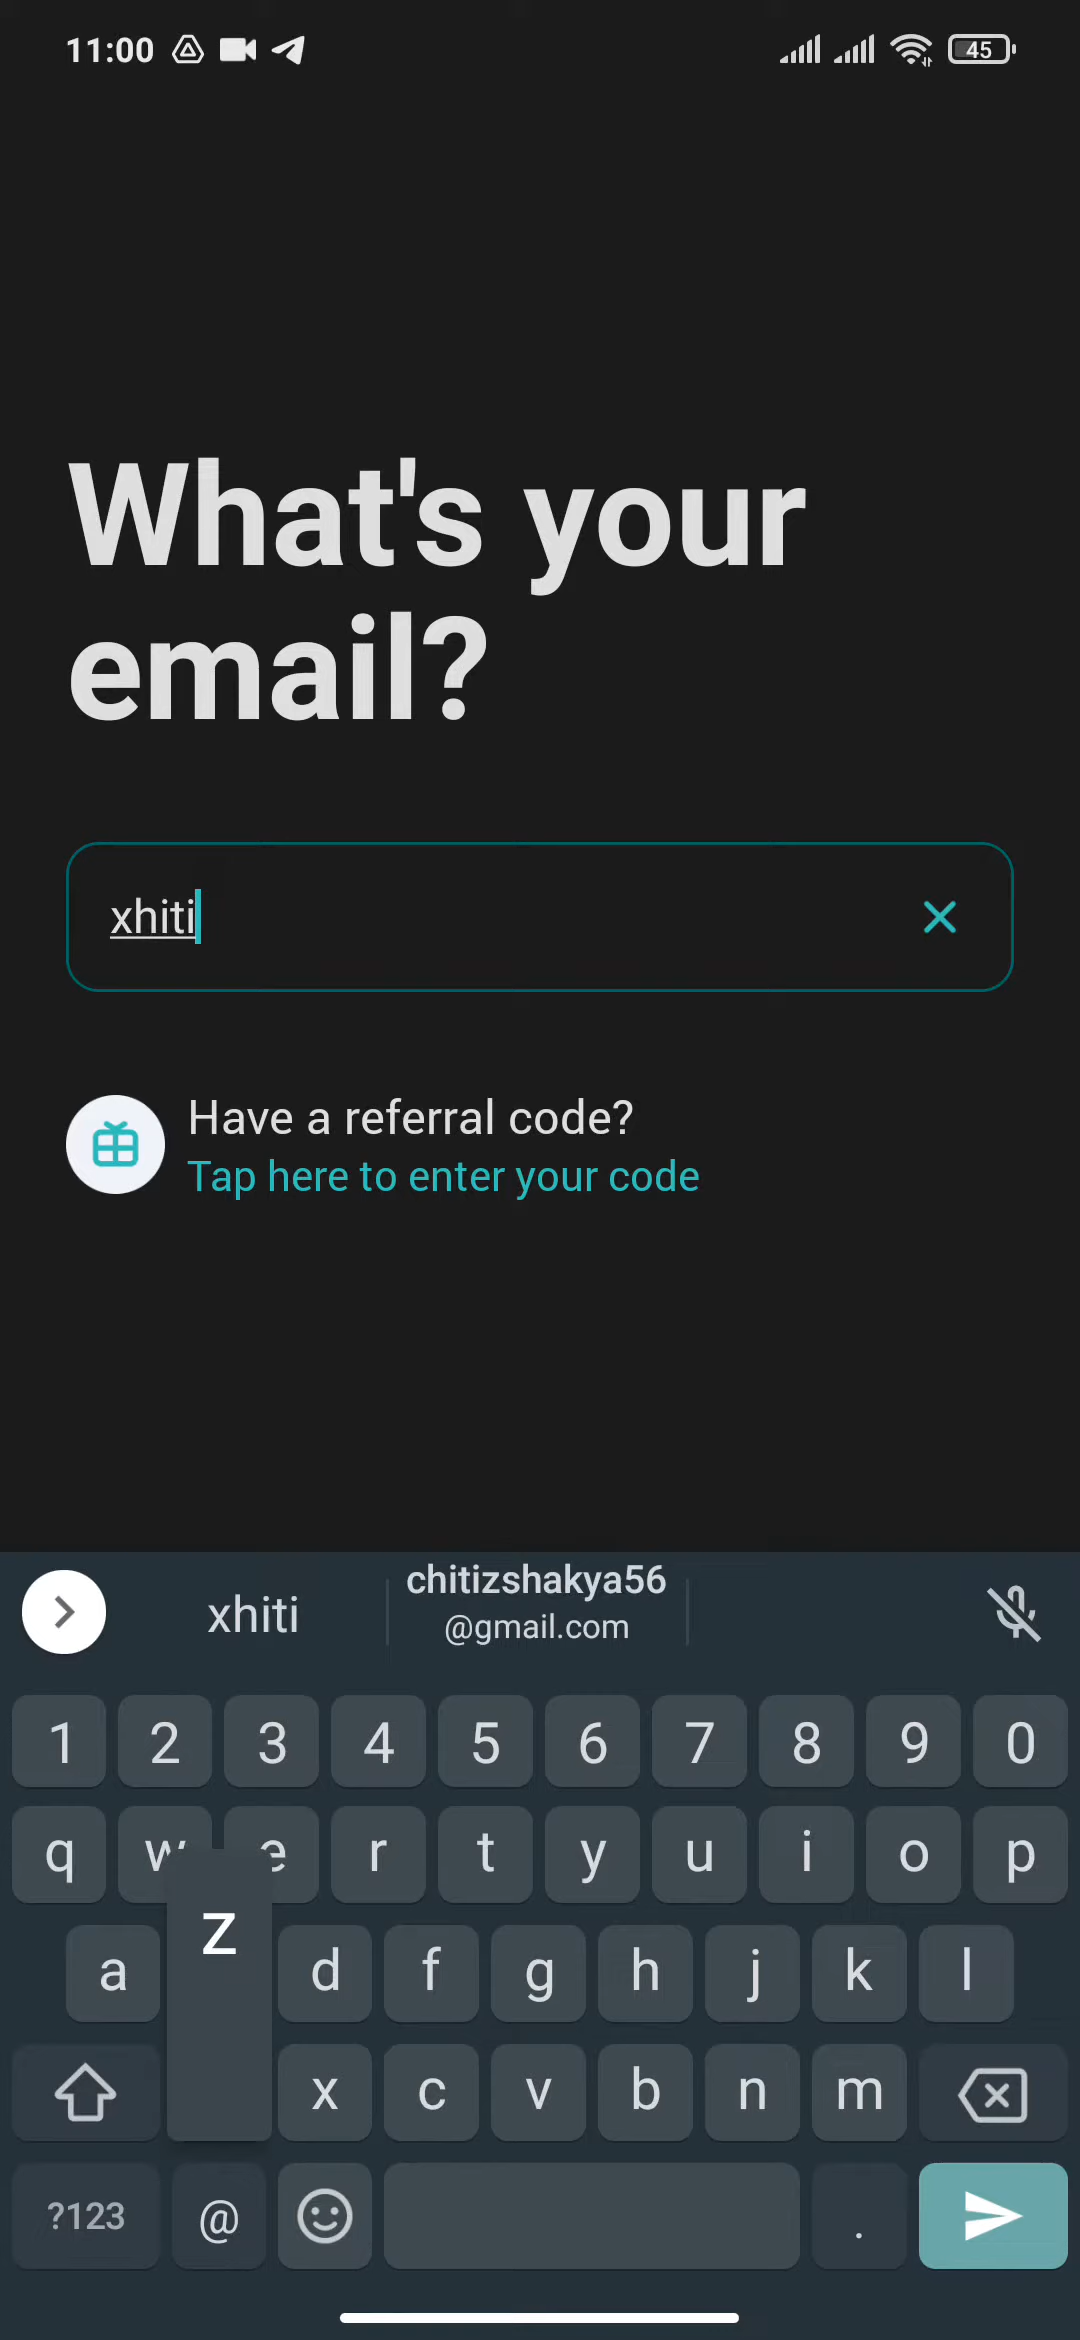 11:00
45
What's your
email?
xhiti
Have a referral code?
Tap here to enter your code
xhiti
chitizshakya56
@gmail.com
1 2 3 4 5 6 7 8 9 0
q w e r t y u i o p
a z d f g h j k l
x c v b n m
?123 @ .